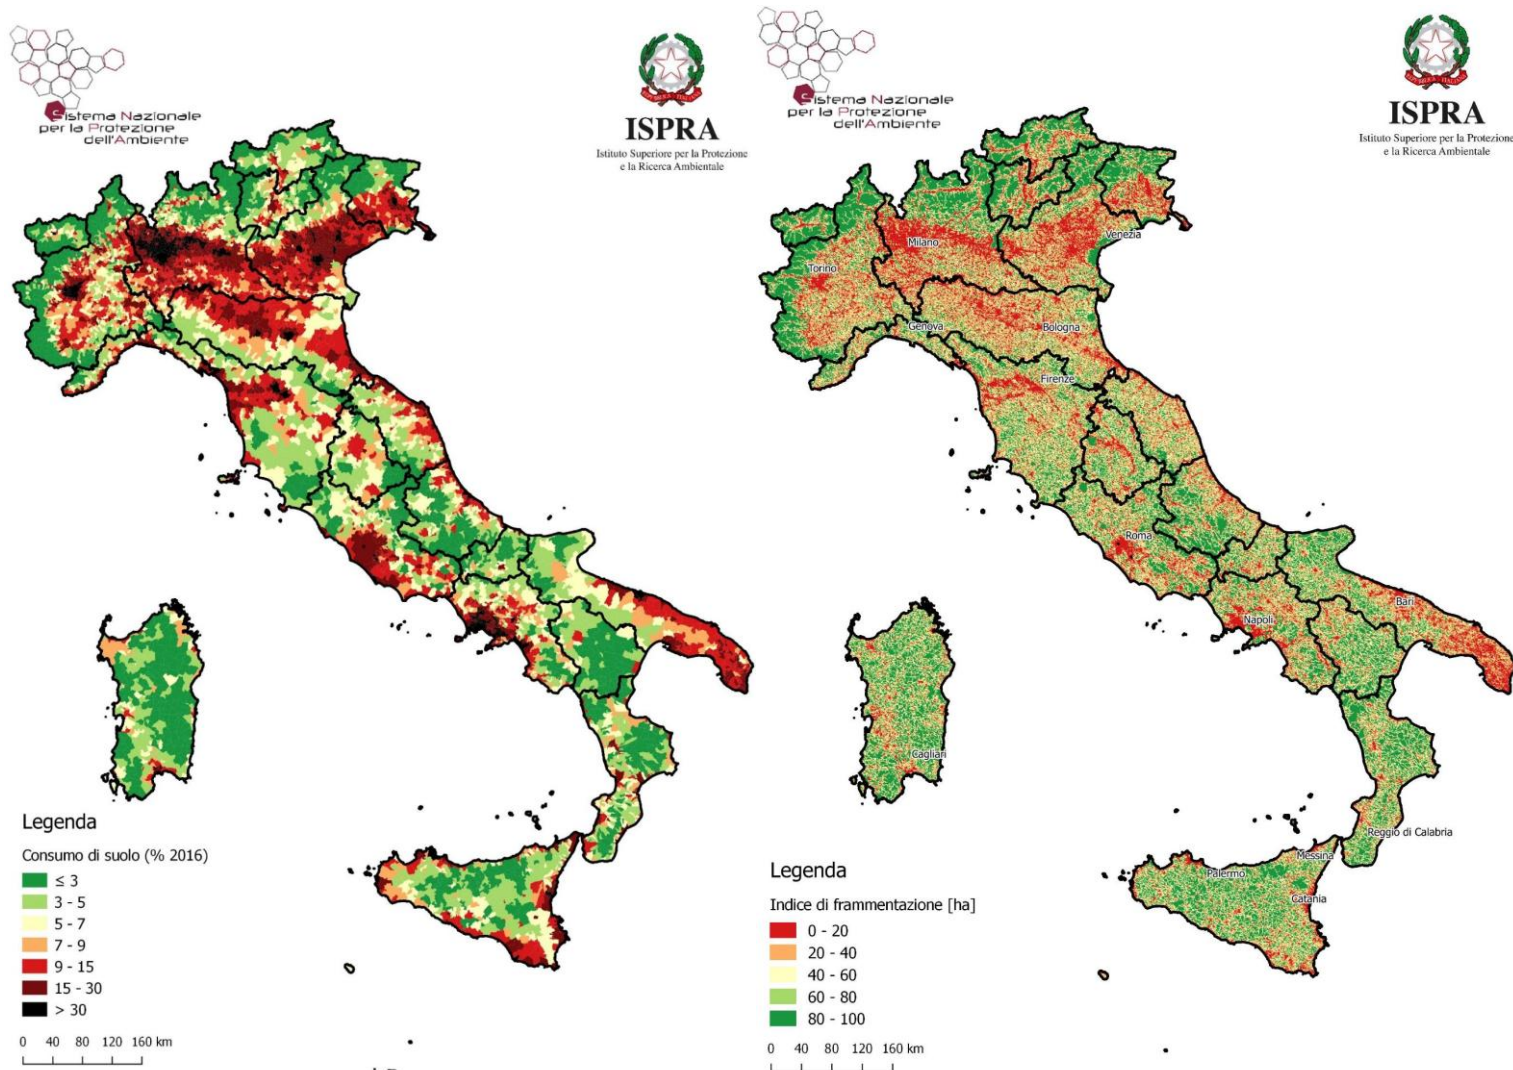 Sistema Nazionale
per la Protezione
dell'Ambiente
REPVBBLICA ITALIANA
ISPRA
Istituto Superiore per la Protezione
e la Ricerca Ambientale
Legenda
Consumo di suolo (% 2016)
≤ 3
3 - 5
5 - 7
7 - 9
9 - 15
15 - 30
> 30
0 40 80 120 160 km
Sistema Nazionale
per la Protezione
dell'Ambiente
REPVBBLICA ITALIANA
ISPRA
Istituto Superiore per la Protezione
e la Ricerca Ambientale
Milano
Venezia
Torino
Genova
Bologna
Firenze
Roma
Bari
Napoli
Cagliari
Reggio di Calabria
Messina
Palermo
Catania
Legenda
Indice di frammentazione [ha]
0 - 20
20 - 40
40 - 60
60 - 80
80 - 100
0 40 80 120 160 km